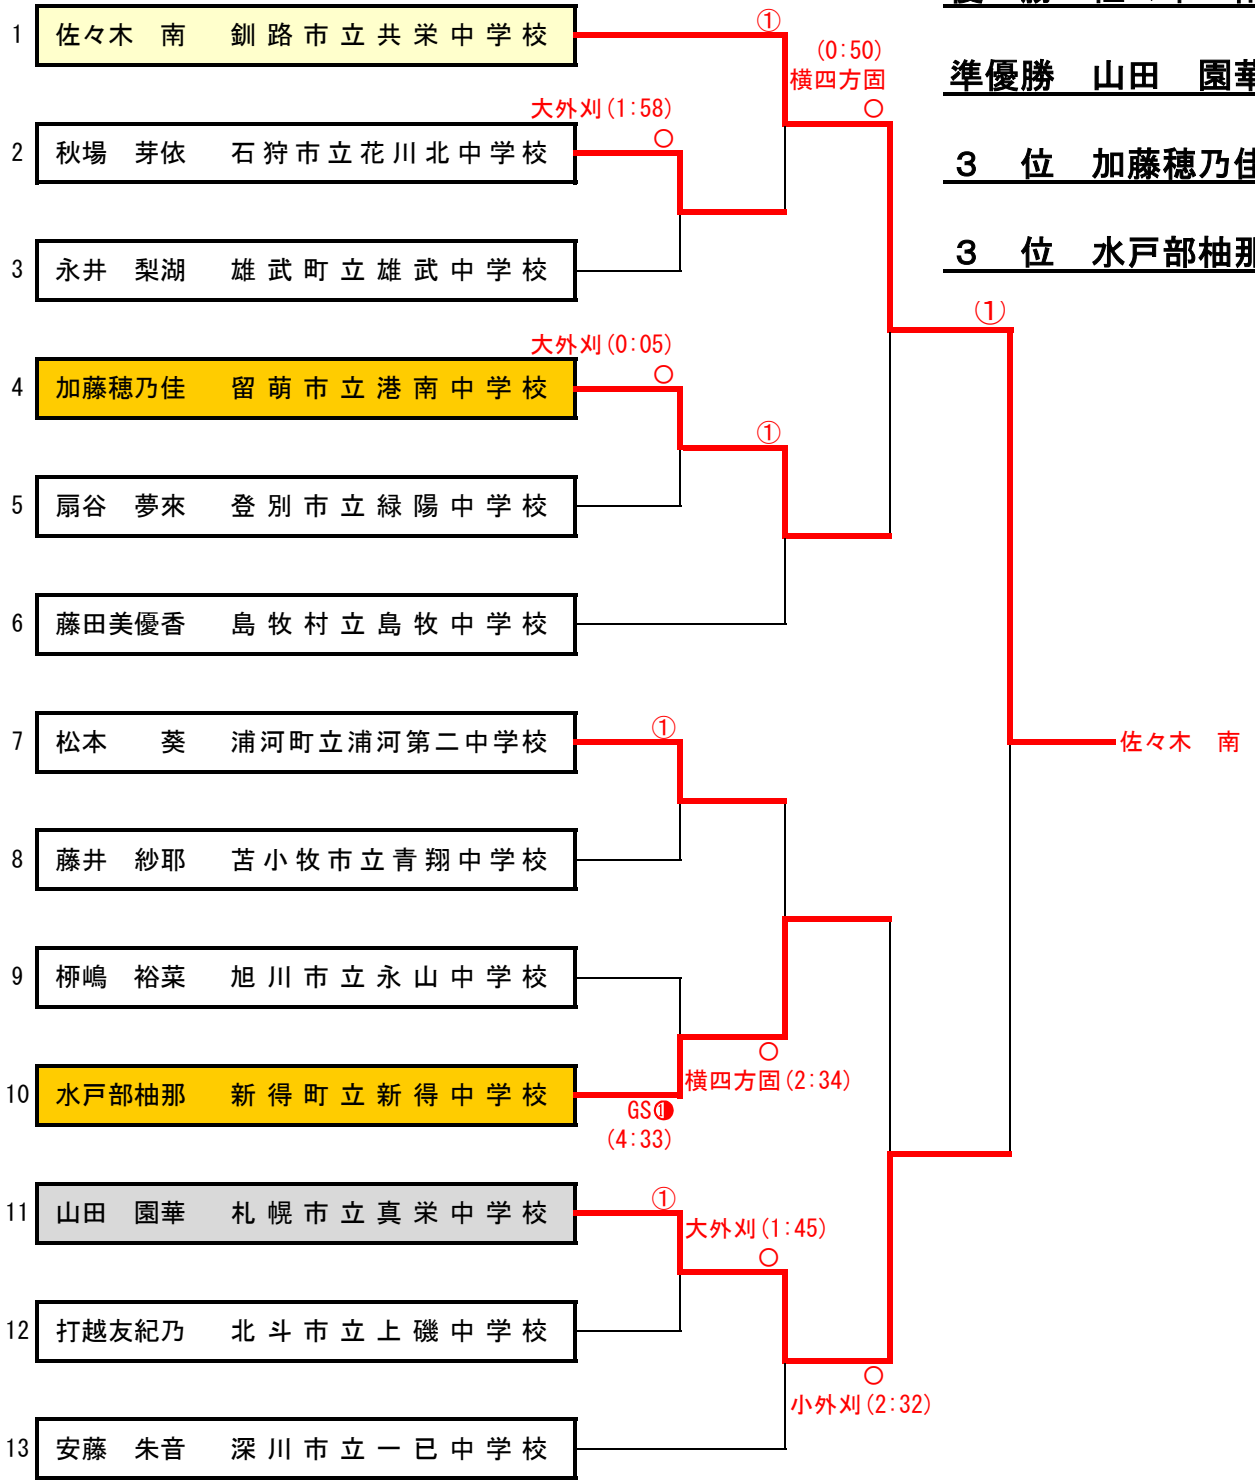 1 佐々木 南 釧路市立共栄中学校
2 秋場 芽依 石狩市立花川北中学校
3 永井 梨湖 雄武町立雄武中学校
4 加藤穂乃佳 留萌市立港南中学校
5 扇谷 夢來 登別市立緑陽中学校
6 藤田美優香 島牧村立島牧中学校
7 松本 葵 浦河町立浦河第二中学校
8 藤井 紗耶 苫小牧市立青翔中学校
9 栁嶋 裕菜 旭川市立永山中学校
10 水戸部柚那 新得町立新得中学校
11 山田 園華 札幌市立真栄中学校
12 打越友紀乃 北斗市立上磯中学校
13 安藤 朱音 深川市立一已中学校
大外刈(1:58)
○
大外刈(0:05)
○
①
GS❶
(4:33)
①
①
①
○
横四方固(2:34)
大外刈(1:45)
○
(0:50)
横四方固
○
○
小外刈(2:32)
①
佐々木 南
準優勝 山田 園華
3 位 加藤穂乃佳
3 位 水戸部柚那